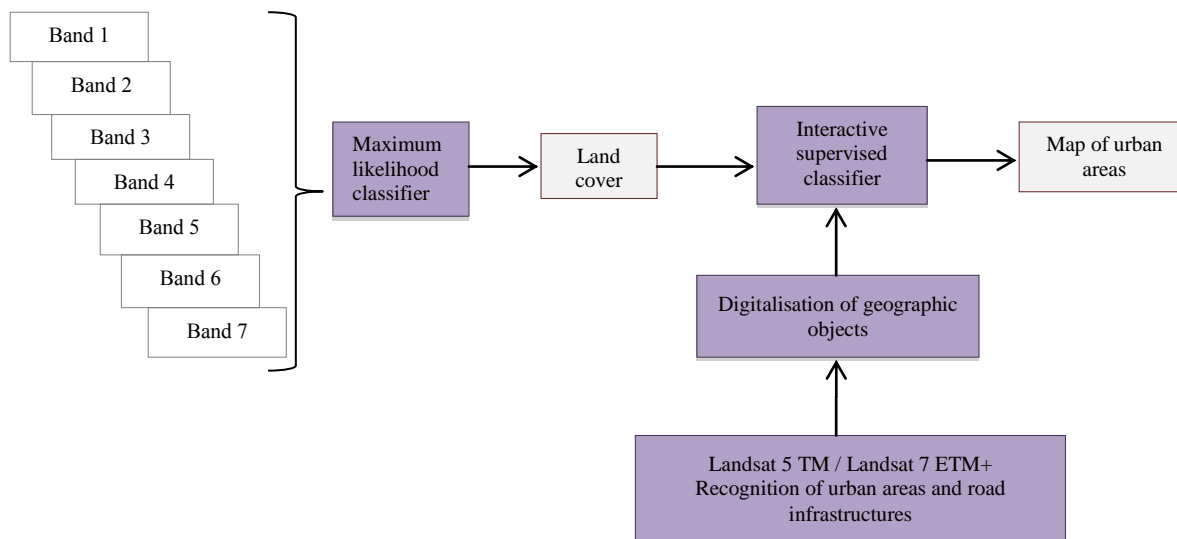 Band 1
Band 2
Band 3
Band 4
Band 5
Band 6
Band 7
Maximum
likelihood
classifier
Land
cover
Interactive
supervised
classifier
Map of urban
areas
Digitalisation of geographic
objects
Landsat 5 TM / Landsat 7 ETM+
Recognition of urban areas and road
infrastructures